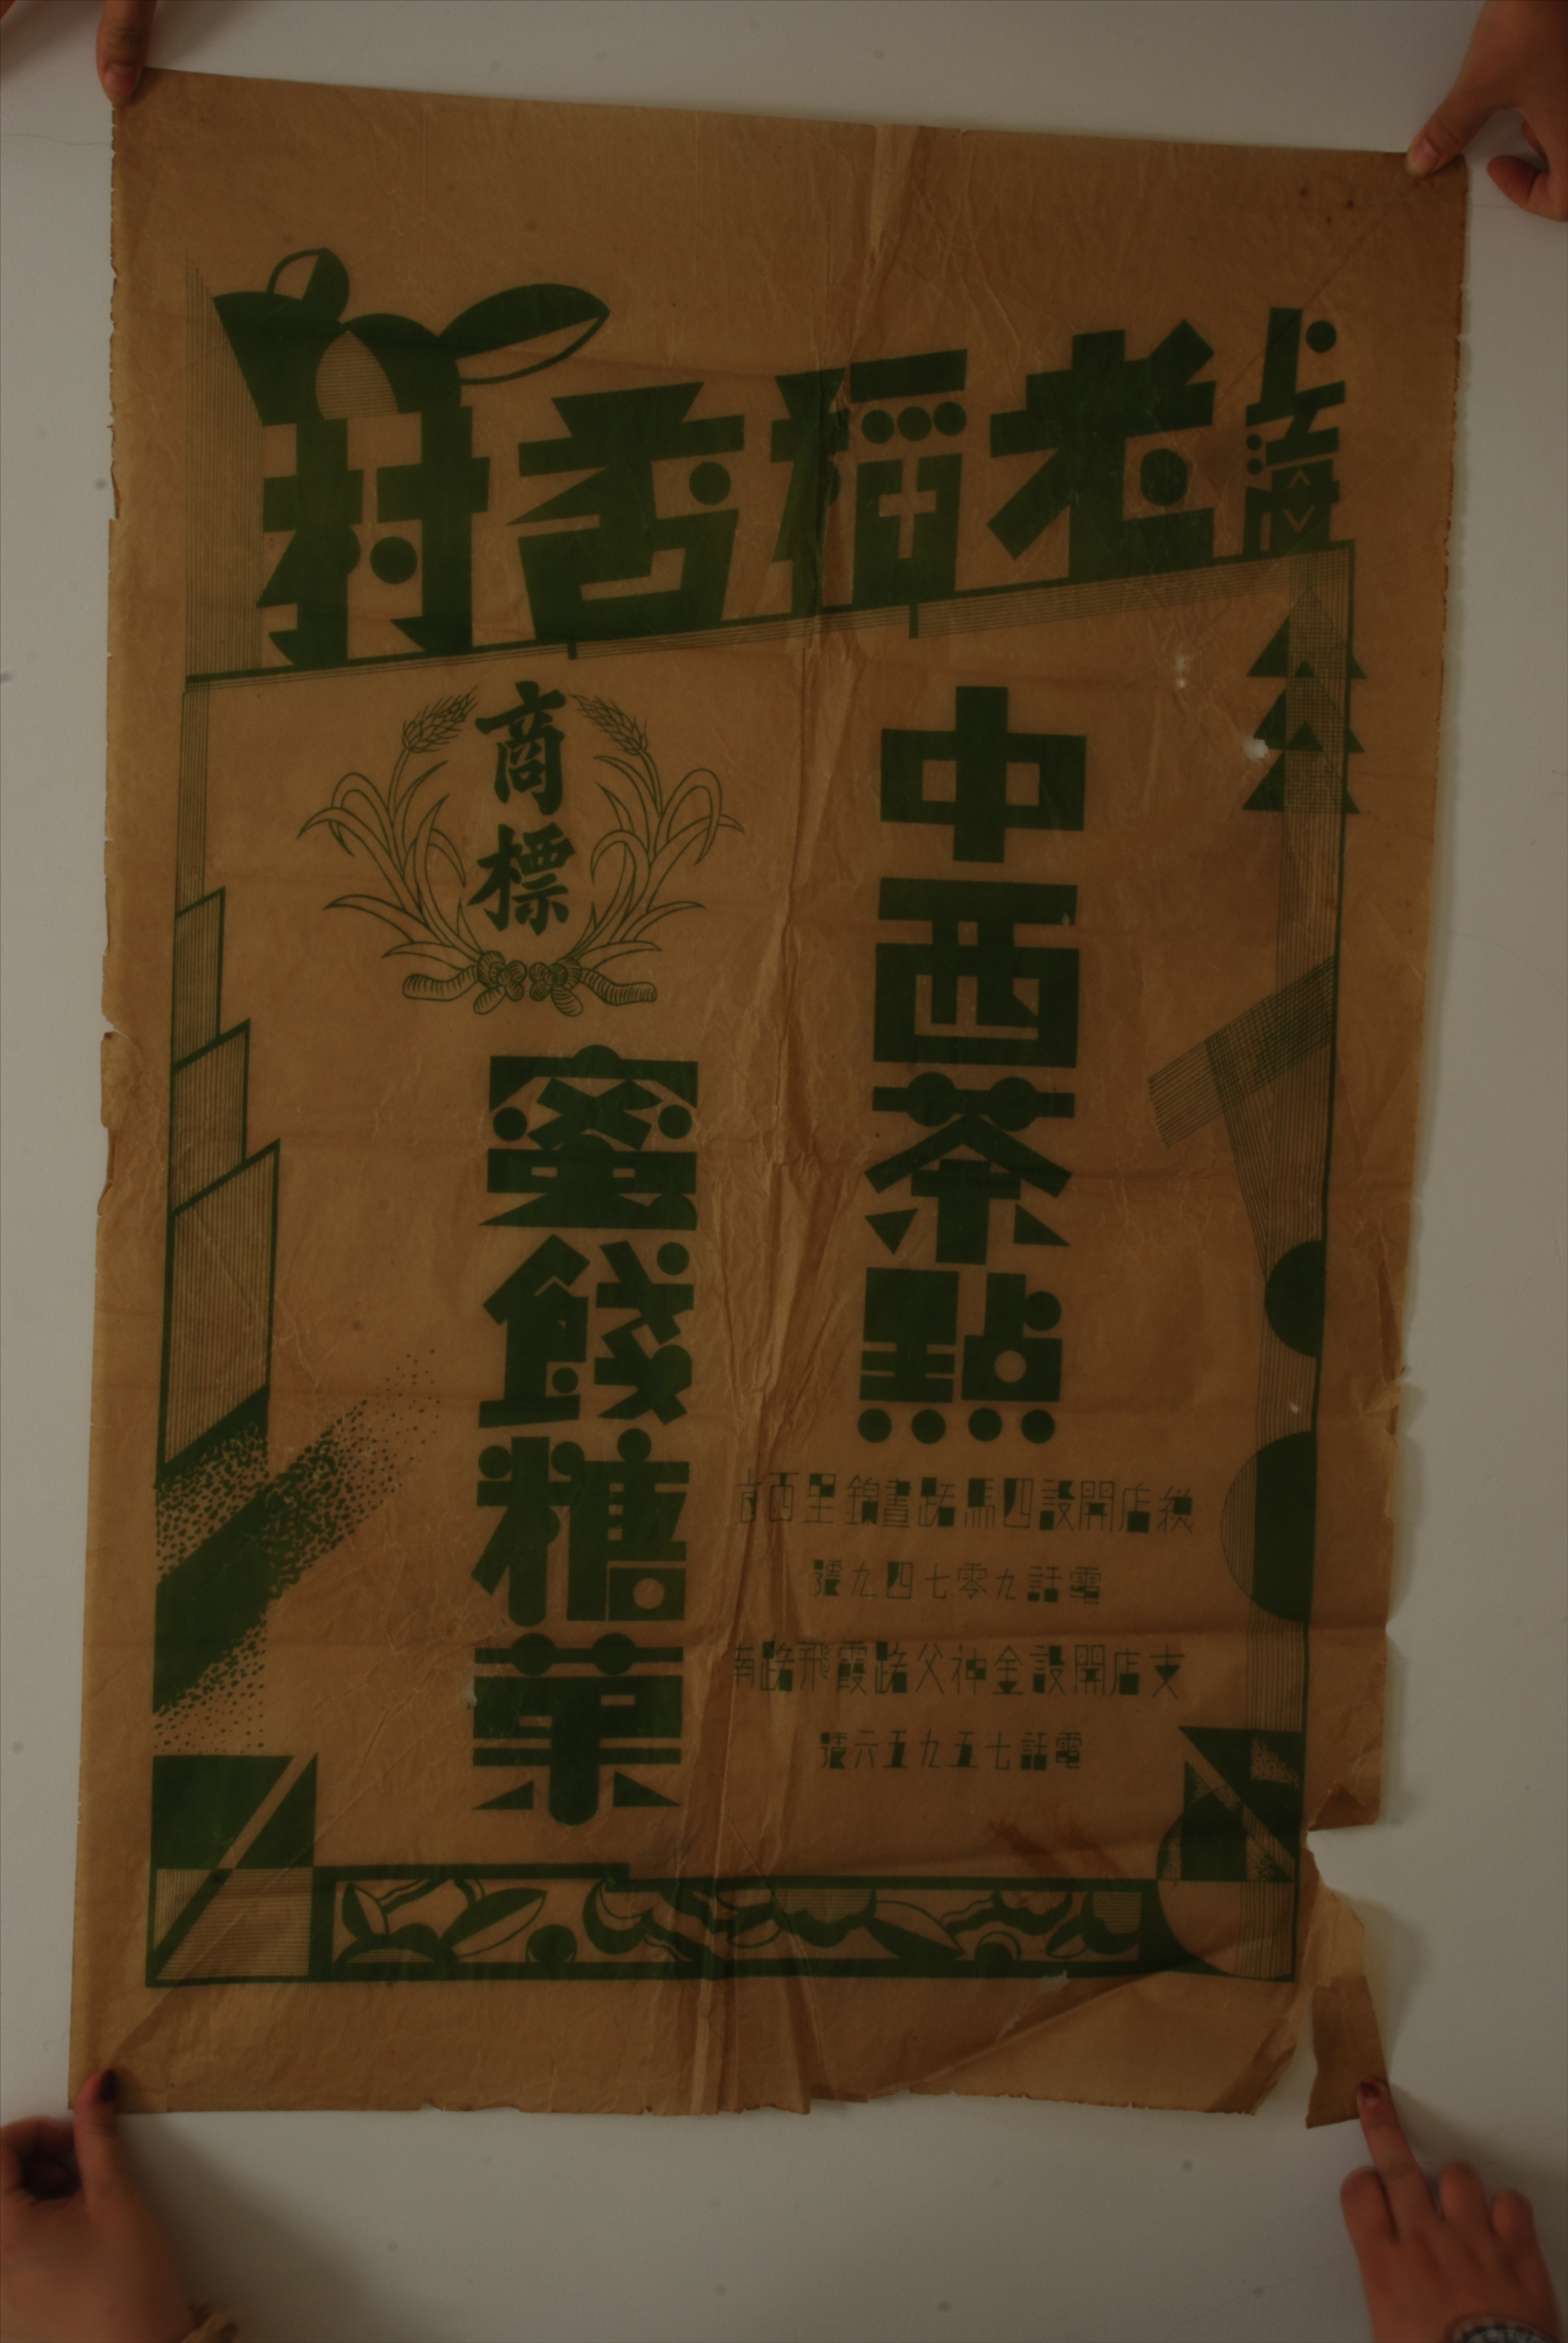 上海
老稻香村
中西茶點
商標
蜜餞糖菓
總店開設四馬路晝錦里西首
電話九零七四九號
支店開設金神父路霞飛路南
電話七五九五六號